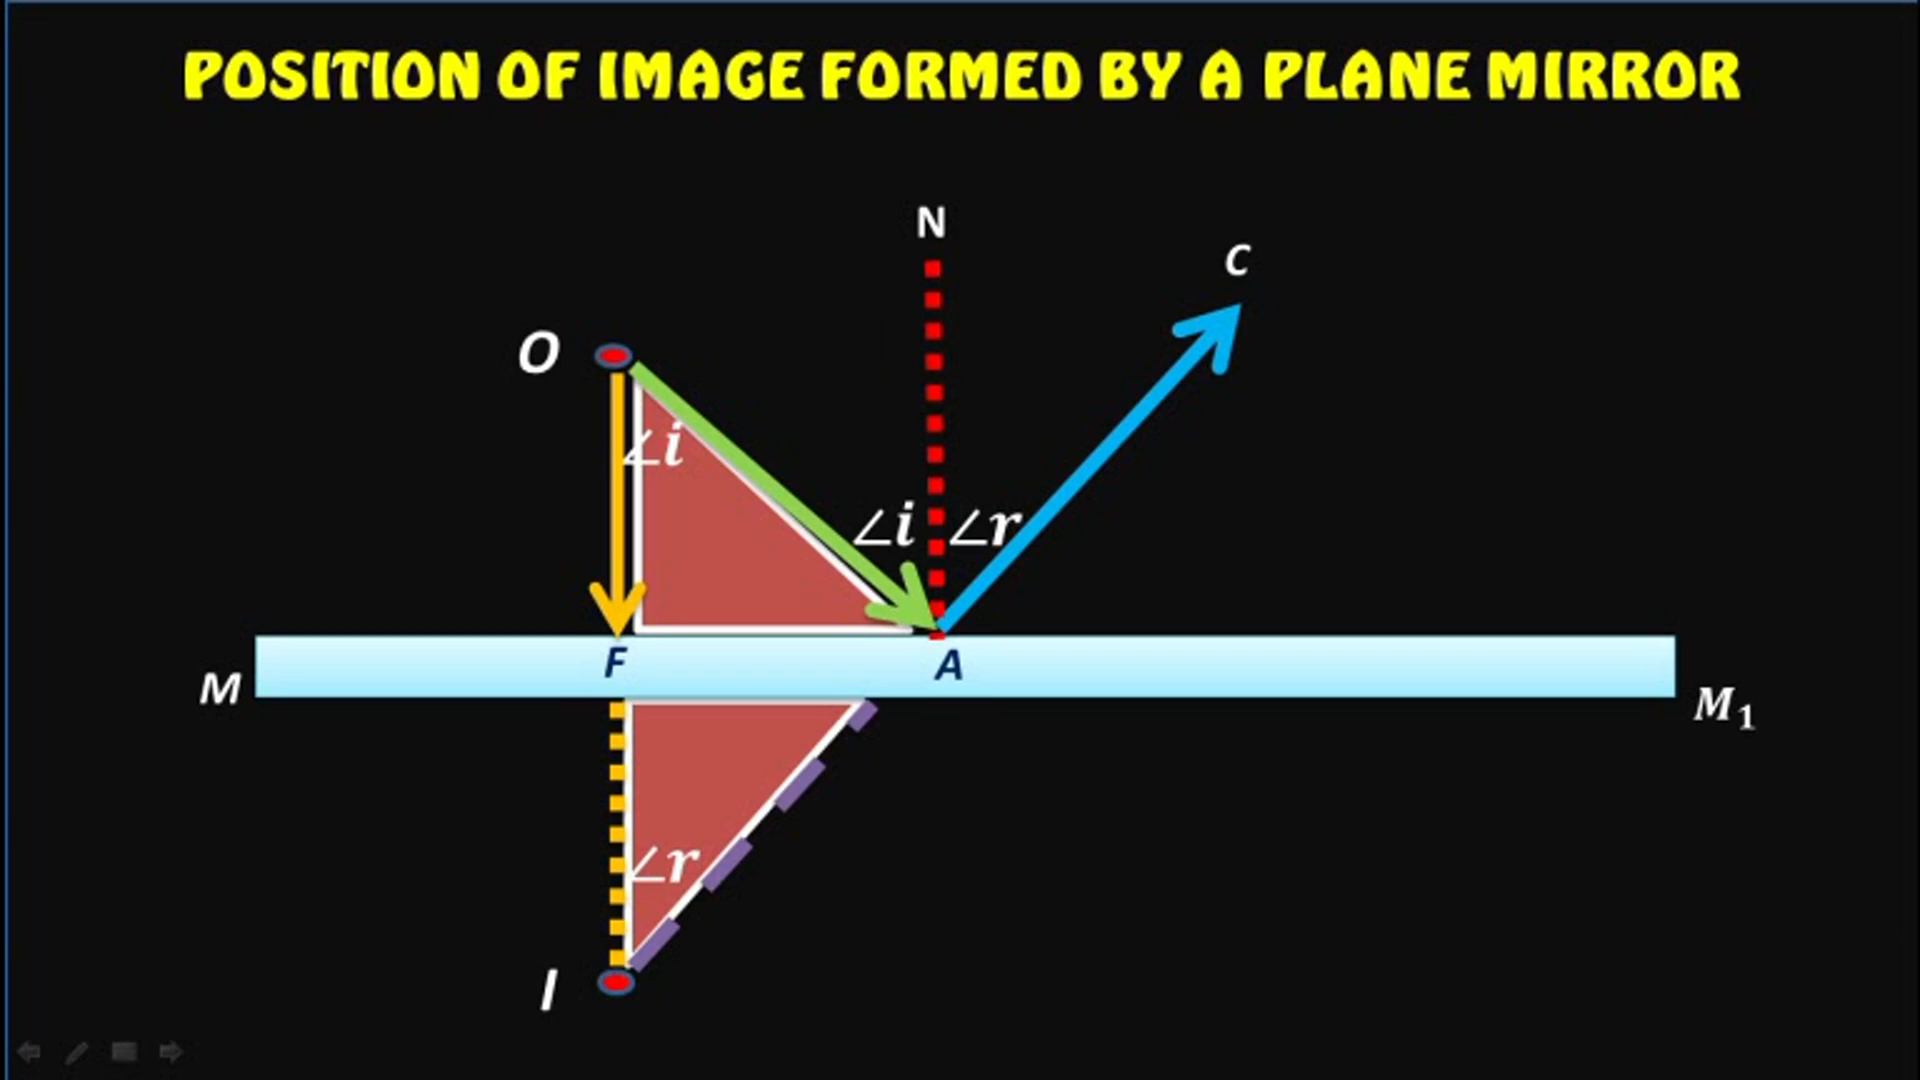 POSITION OF IMAGE FORMED BY A PLANE MIRROR
N
C
O
∠i
∠i ∠r
F A
M
M₁
∠r
I